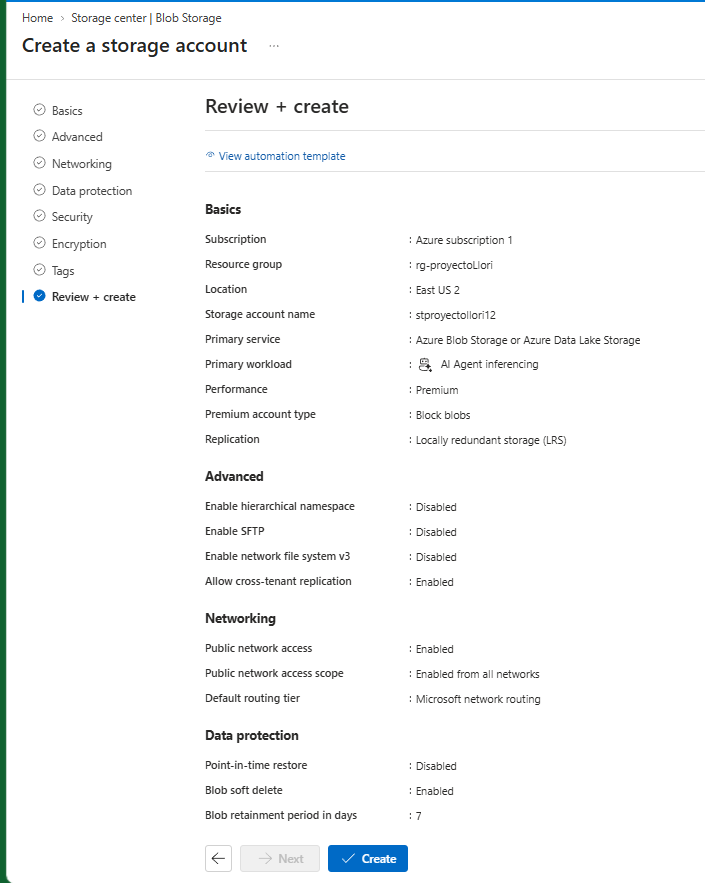 Home > Storage center | Blob Storage
Create a storage account ...
Basics
Advanced
Networking
Data protection
Security
Encryption
Tags
Review + create
Review + create
View automation template
Basics
Subscription : Azure subscription 1
Resource group : rg-proyectoLlori
Location : East US 2
Storage account name : stproyectollori12
Primary service : Azure Blob Storage or Azure Data Lake Storage
Primary workload : AI Agent inferencing
Performance : Premium
Premium account type : Block blobs
Replication : Locally redundant storage (LRS)
Advanced
Enable hierarchical namespace : Disabled
Enable SFTP : Disabled
Enable network file system v3 : Disabled
Allow cross-tenant replication : Enabled
Networking
Public network access : Enabled
Public network access scope : Enabled from all networks
Default routing tier : Microsoft network routing
Data protection
Point-in-time restore : Disabled
Blob soft delete : Enabled
Blob retainment period in days : 7
Next Create